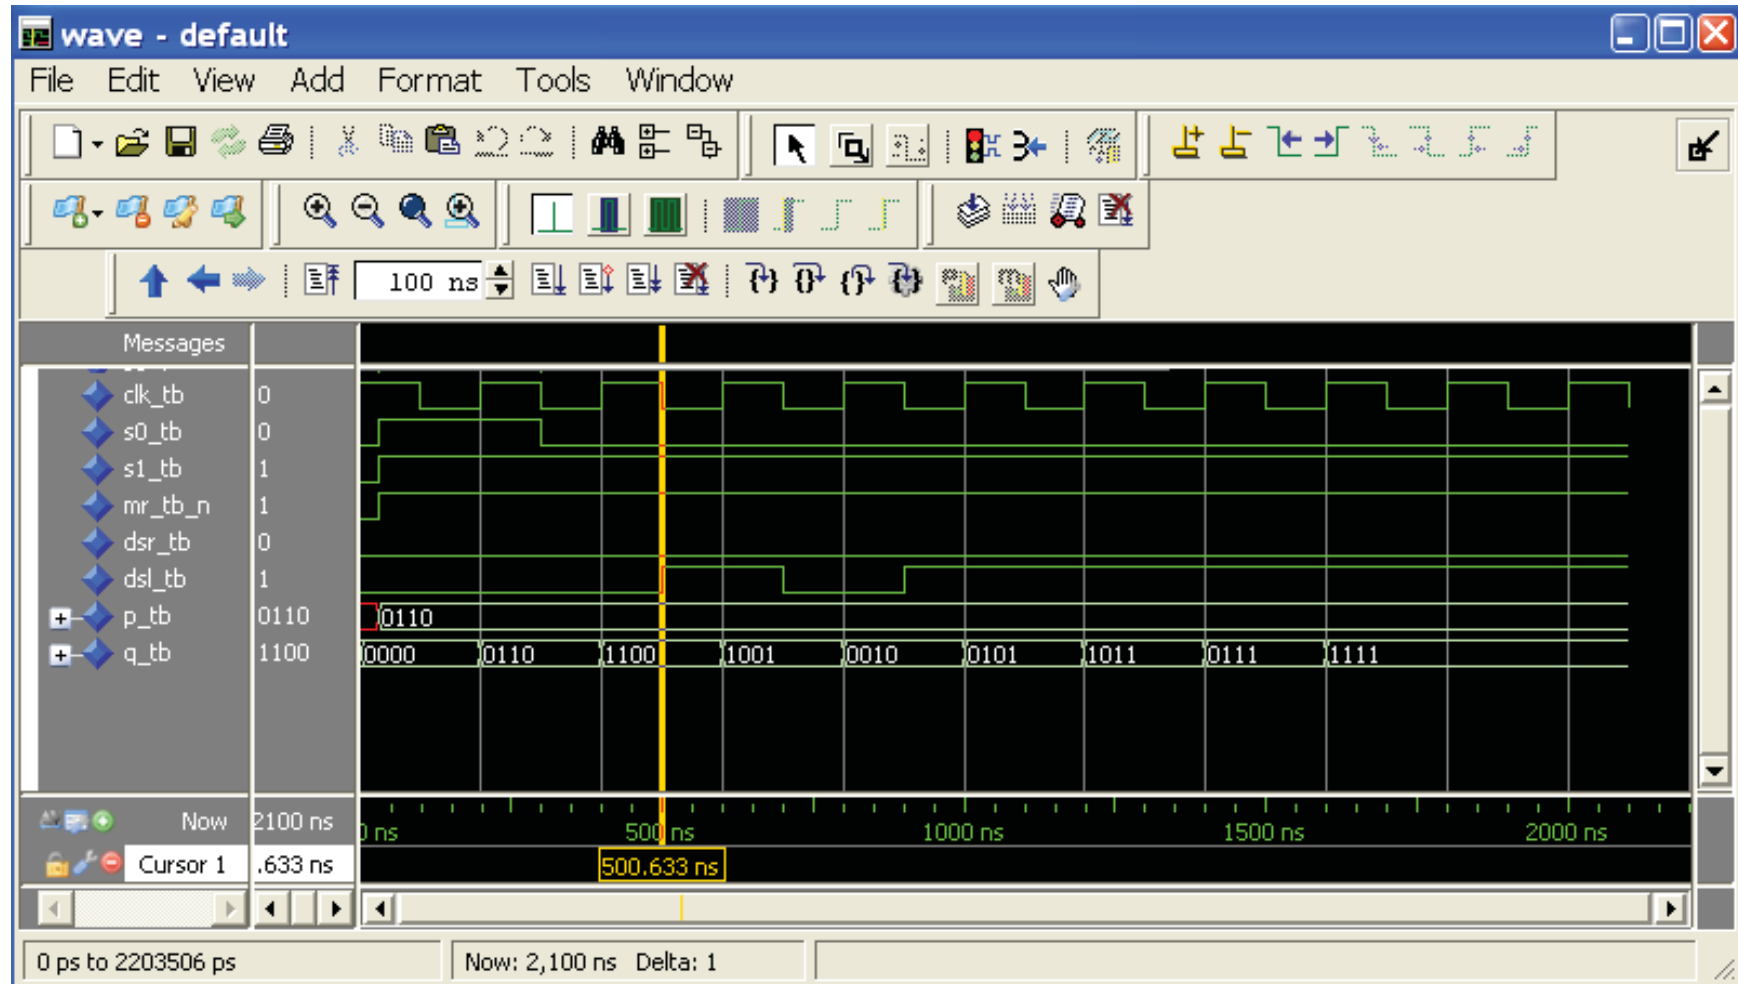 wave - default
File Edit View Add Format Tools Window
100 ns
Messages
clk_tb 0
s0_tb 0
s1_tb 1
mr_tb_n 1
dsr_tb 0
dsl_tb 1
p_tb 0110 0110
q_tb 1100 0000 0110 1100 1001 0010 0101 1011 0111 1111
Now 2100 ns ns 500 ns 1000 ns 1500 ns 2000 ns
Cursor 1 .633 ns 500.633 ns
0 ps to 2203506 ps Now: 2,100 ns Delta: 1